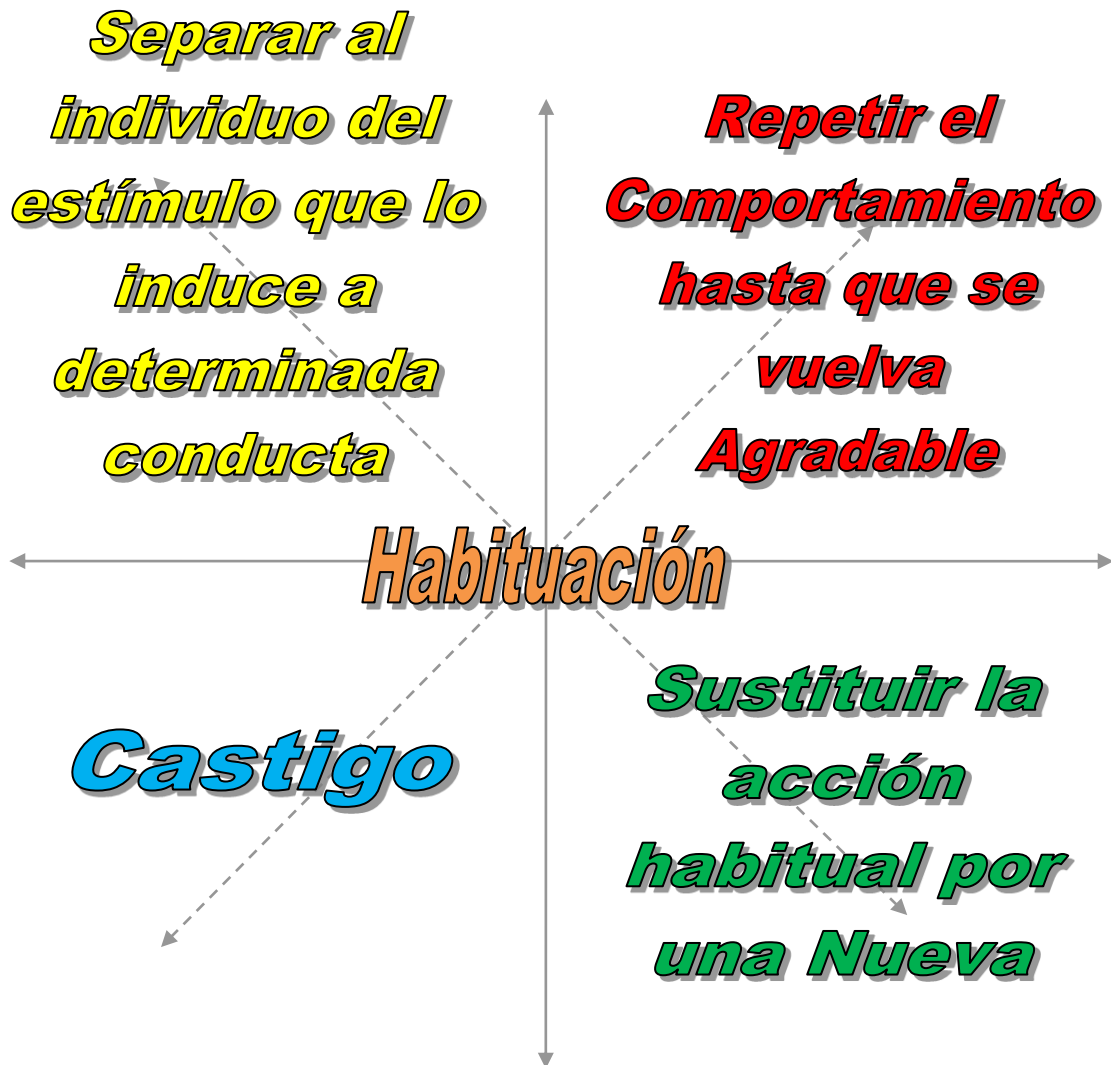 Separar al
individuo del
estímulo que lo
induce a
determinada
conducta
Repetir el
Comportamiento
hasta que se
vuelva
Agradable
Habituación
Castigo
Sustituir la
acción
habitual por
una Nueva